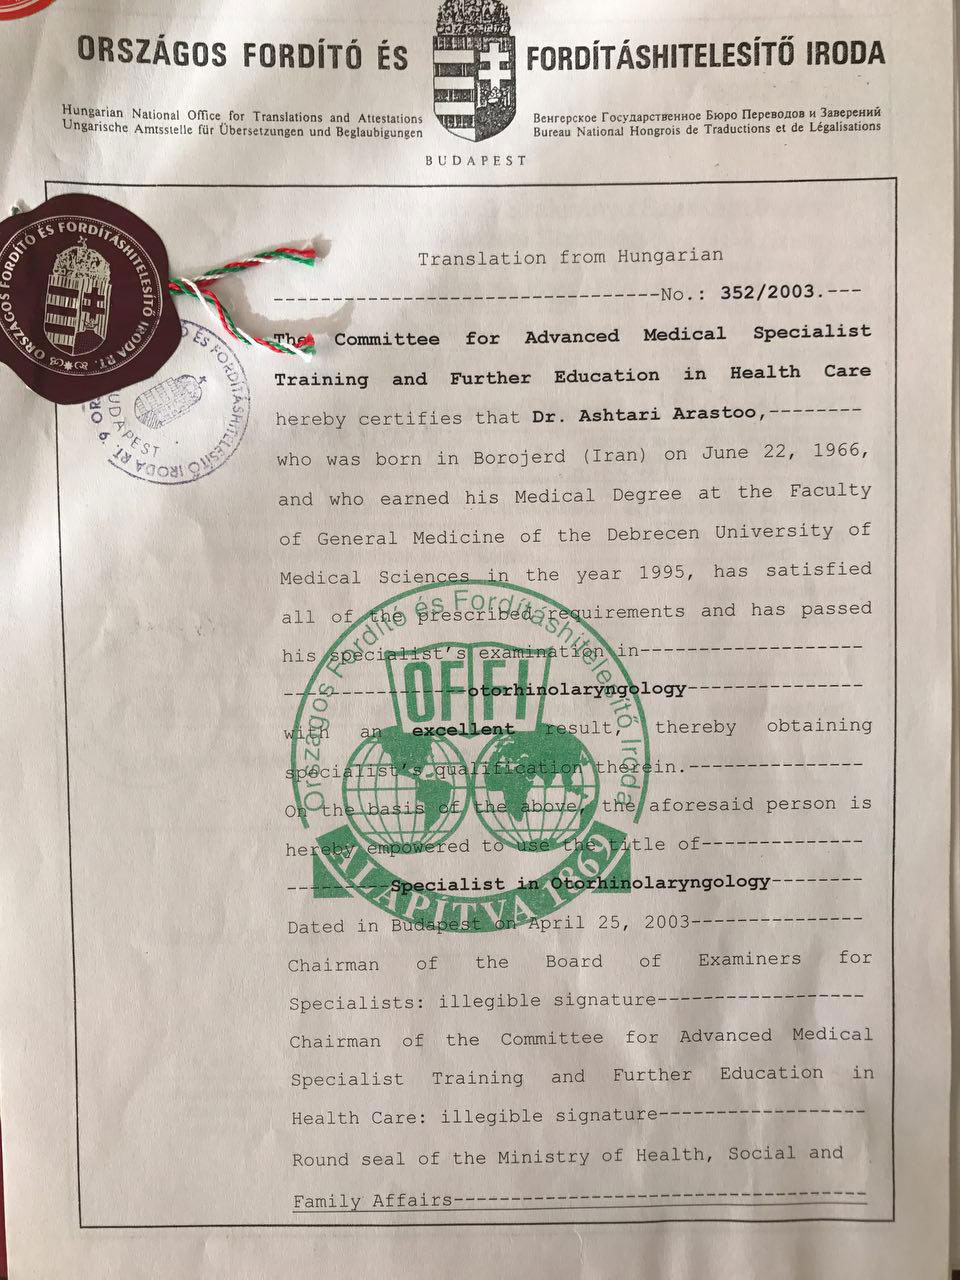 ORSZÁGOS FORDÍTÓ ÉS FORDÍTÁSHITELESÍTŐ IRODA
Hungarian National Office for Translations and Attestations
Ungarische Amtsstelle für Übersetzungen und Beglaubigungen
Венгерское Государственное Бюро Переводов и Заверений
Bureau National Hongrois de Traductions et de Légalisations
BUDAPEST
ORSZÁGOS FORDÍTÓ ÉS FORDÍTÁSHITELESÍTŐ IRODA RT.
ÉS FORDÍTÁSHITELESÍTŐ IRODA RT. 9
BUDAPEST
Translation from Hungarian
---------------------------------No.: 352/2003.---
The Committee for Advanced Medical Specialist
Training and Further Education in Health Care
hereby certifies that Dr. Ashtari Arastoo,--------
who was born in Borojerd (Iran) on June 22, 1966,
and who earned his Medical Degree at the Faculty
of General Medicine of the Debrecen University of
Medical Sciences in the year 1995, has satisfied
all of the prescribed requirements and has passed
his specialist's examination in-------------------
----------------otorhinolaryngology---------------
with an excellent result, thereby obtaining
specialist's qualification therein.---------------
On the basis of the above, the aforesaid person is
hereby empowered to use the title of--------------
---------Specialist in Otorhinolaryngology--------
Dated in Budapest on April 25, 2003---------------
Chairman of the Board of Examiners for
Specialists: illegible signature------------------
Chairman of the Committee for Advanced Medical
Specialist Training and Further Education in
Health Care: illegible signature------------------
Round seal of the Ministry of Health, Social and
Family Affairs------------------------------------
Országos Fordító és Fordításhitelesítő Iroda
OFFI
ALAPÍTVA 1869